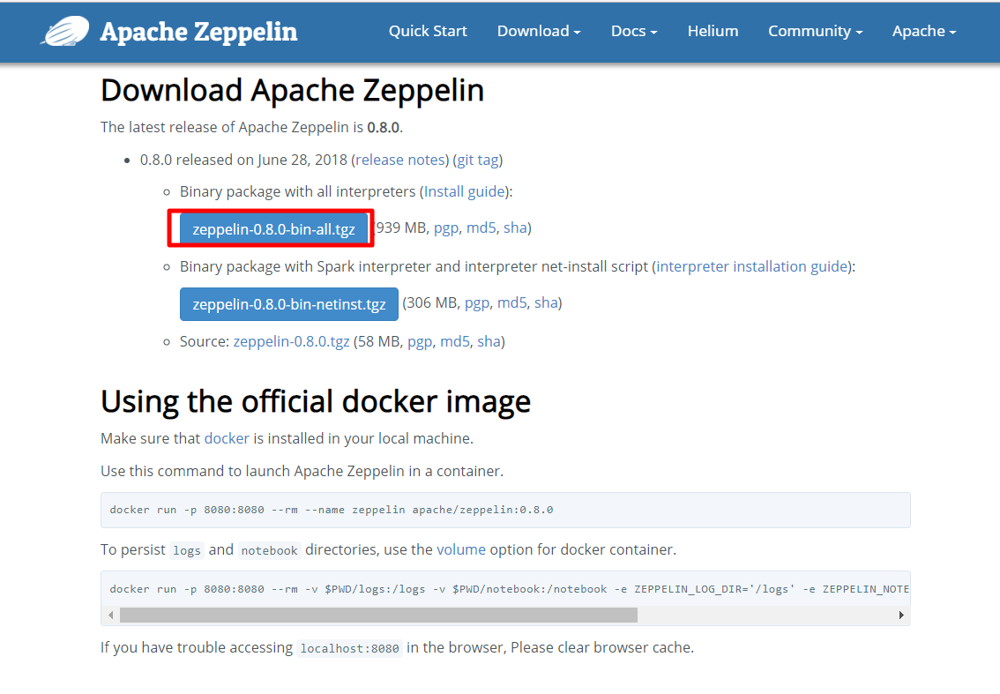 Apache Zeppelin Quick Start Download Docs Helium Community Apache
Download Apache Zeppelin
The latest release of Apache Zeppelin is 0.8.0.
0.8.0 released on June 28, 2018 (release notes) (git tag)
Binary package with all interpreters (Install guide):
zeppelin-0.8.0-bin-all.tgz (939 MB, pgp, md5, sha)
Binary package with Spark interpreter and interpreter net-install script (interpreter installation guide):
zeppelin-0.8.0-bin-netinst.tgz (306 MB, pgp, md5, sha)
Source: zeppelin-0.8.0.tgz (58 MB, pgp, md5, sha)
Using the official docker image
Make sure that docker is installed in your local machine.
Use this command to launch Apache Zeppelin in a container.
docker run -p 8080:8080 --rm --name zeppelin apache/zeppelin:0.8.0
To persist logs and notebook directories, use the volume option for docker container.
docker run -p 8080:8080 --rm -v $PWD/logs:/logs -v $PWD/notebook:/notebook -e ZEPPELIN_LOG_DIR='/logs' -e ZEPPELIN_NOTE
If you have trouble accessing localhost:8080 in the browser, Please clear browser cache.